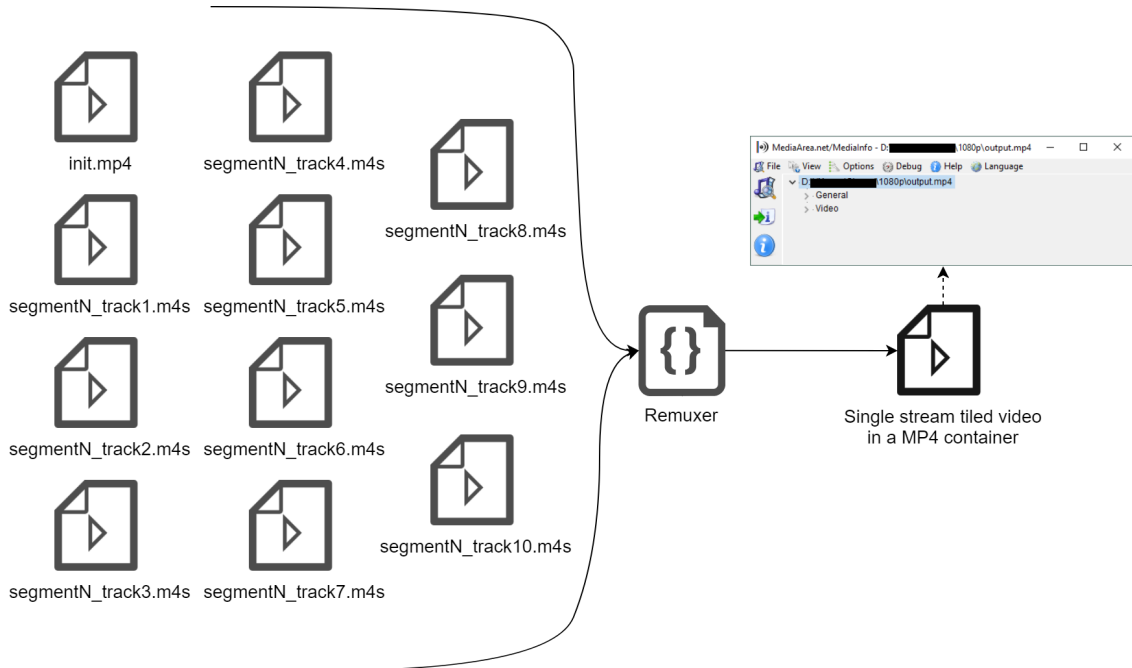 init.mp4
segmentN_track4.m4s
segmentN_track8.m4s
segmentN_track1.m4s
segmentN_track5.m4s
segmentN_track9.m4s
segmentN_track2.m4s
segmentN_track6.m4s
segmentN_track10.m4s
segmentN_track3.m4s
segmentN_track7.m4s
{}
Remuxer
MediaArea.net/MediaInfo - D: \1080p\output.mp4
File View Options Debug Help Language
D: \1080p\output.mp4
General
Video
Single stream tiled video
in a MP4 container